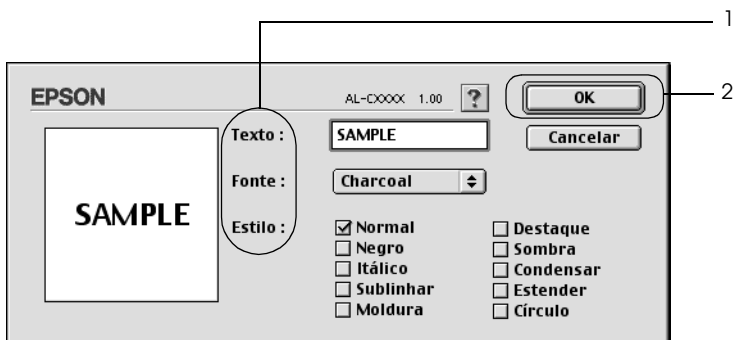 1
EPSON
AL-CXXXX 1.00
?
OK
2
Texto :
SAMPLE
Cancelar
Fonte :
Charcoal
SAMPLE
Estilo :
Normal
Destaque
Negro
Sombra
Itálico
Condensar
Sublinhar
Estender
Moldura
Círculo